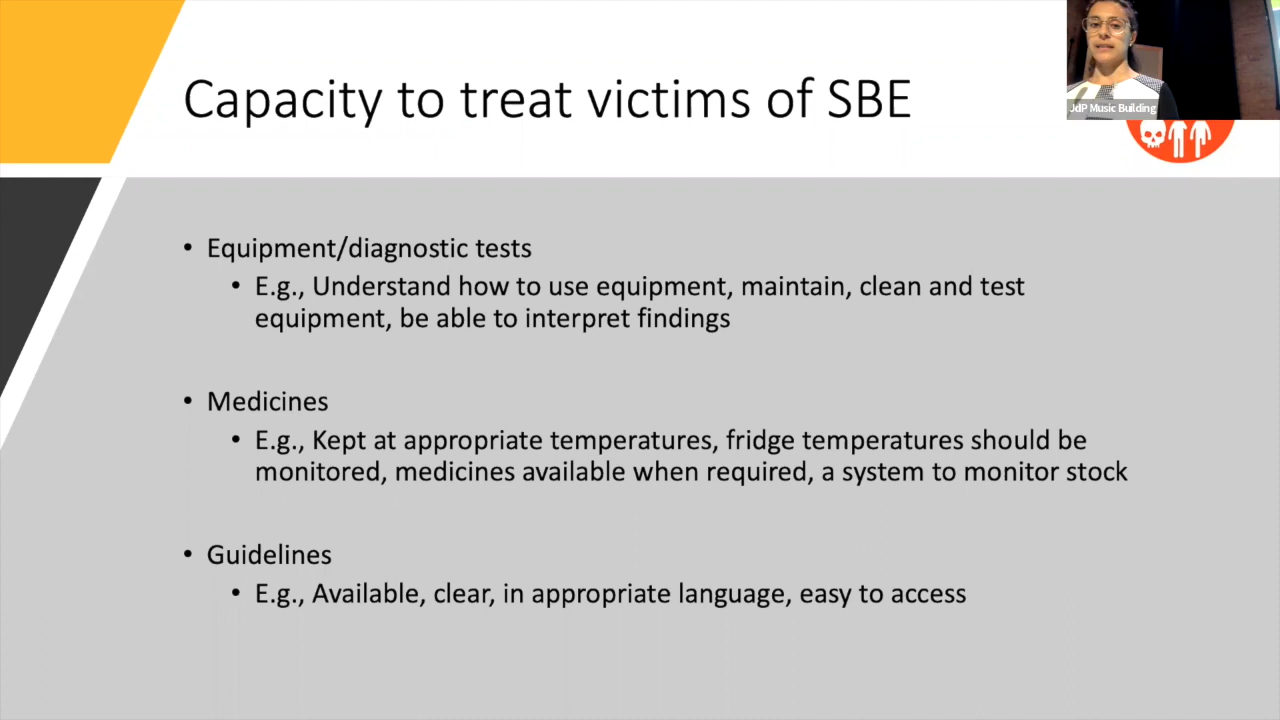 Capacity to treat victims of SBE
JdP Music Building
• Equipment/diagnostic tests
• E.g., Understand how to use equipment, maintain, clean and test
equipment, be able to interpret findings
• Medicines
• E.g., Kept at appropriate temperatures, fridge temperatures should be
monitored, medicines available when required, a system to monitor stock
• Guidelines
• E.g., Available, clear, in appropriate language, easy to access